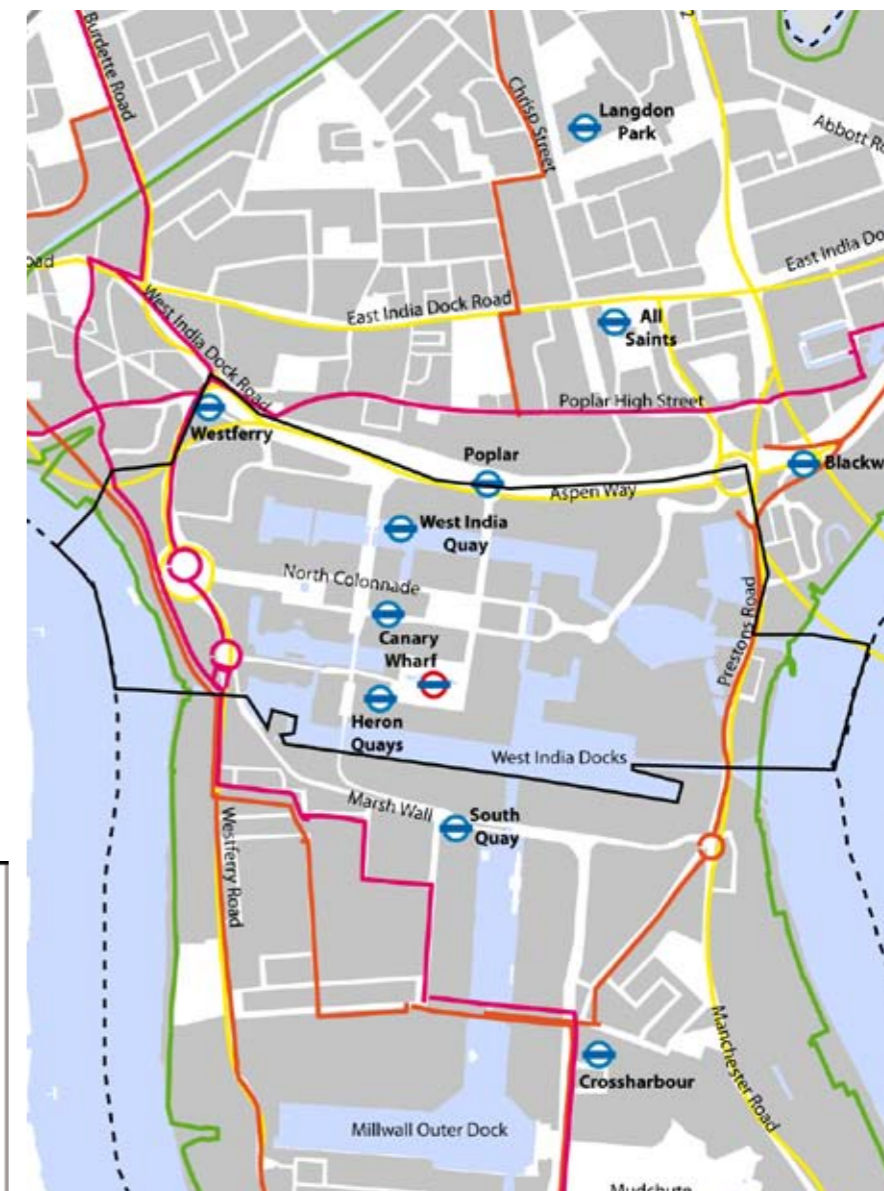 Burdette Road
Chrisp Street
Langdon
Park
Abbott
2
East India
oad
West India Dock Road
East India Dock Road
All
Saints
Poplar High Street
Westferry
Poplar
Blackw
Aspen Way
West India
Quay
North Colonnade
Canary
Wharf
Prestons Road
Heron
Quays
West India Docks
Marsh Wall
South
Quay
Westferry Road
Manchester Road
Crossharbour
Millwall Outer Dock
Mudchute